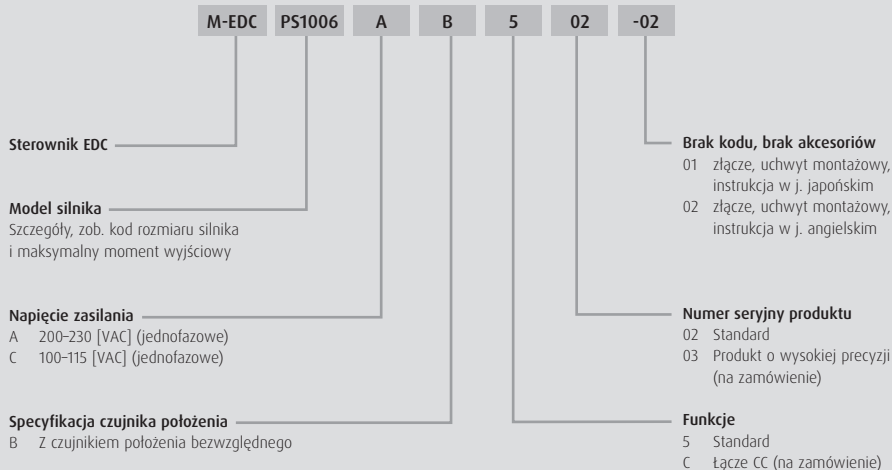 M-EDC PS1006 A B 5 02 -02
Sterownik EDC
Model silnika
Szczegóły, zob. kod rozmiaru silnika
i maksymalny moment wyjściowy
Napięcie zasilania
A 200–230 [VAC] (jednofazowe)
C 100–115 [VAC] (jednofazowe)
Specyfikacja czujnika położenia
B Z czujnikiem położenia bezwzględnego
Brak kodu, brak akcesoriów
01 złącze, uchwyt montażowy,
instrukcja w j. japońskim
02 złącze, uchwyt montażowy,
instrukcja w j. angielskim
Numer seryjny produktu
02 Standard
03 Produkt o wysokiej precyzji
(na zamówienie)
Funkcje
5 Standard
C Łącze CC (na zamówienie)